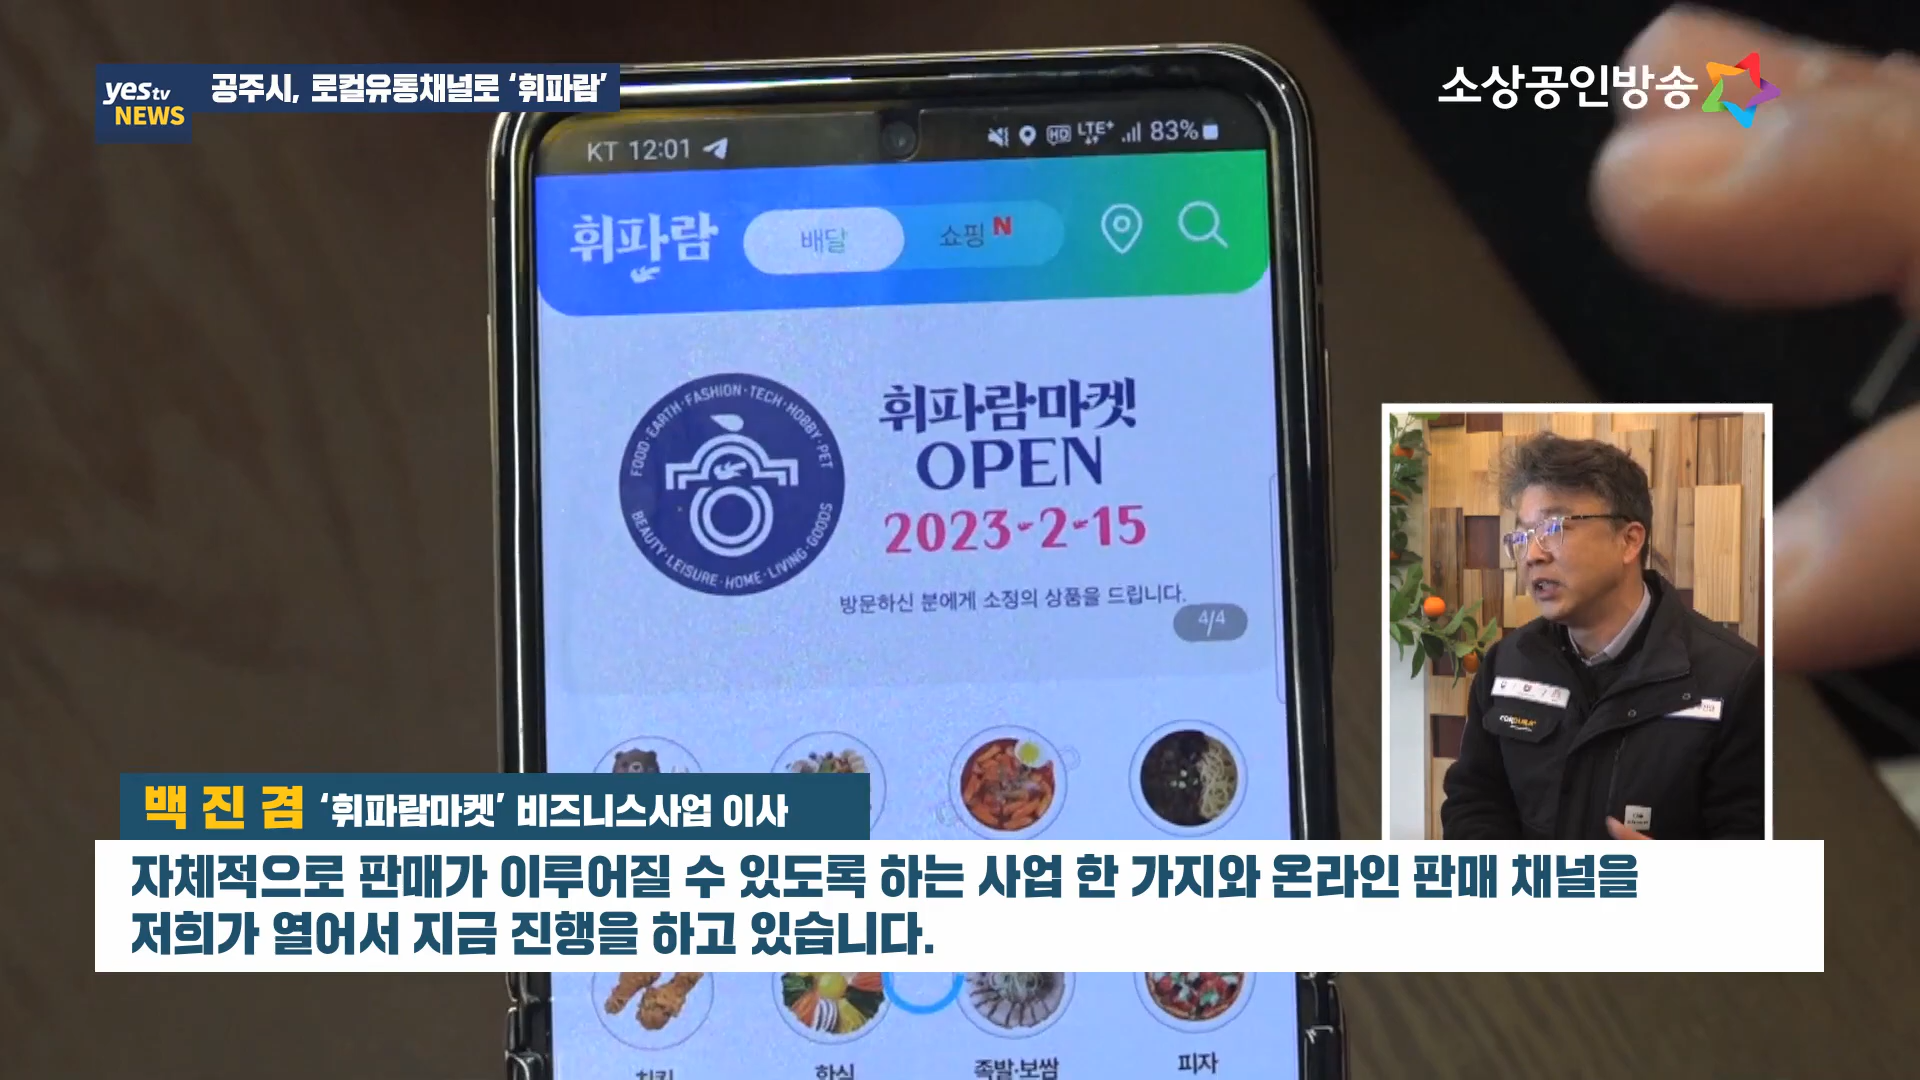 yes tv
NEWS
공주시, 로컬유통채널로 ‘휘파람’
소상공인방송
KT 12:01
HD LTE+ 83%
휘파람
배달
쇼핑 N
FOOD·EARTH·FASHION·TECH·HOBBY·PET
BEAUTY·LEISURE·HOME·LIVING·GOODS
휘파람마켓
OPEN
2023-2-15
방문하신 분에게 소정의 상품을 드립니다.
4/4
백진겸 ‘휘파람마켓’ 비즈니스사업 이사
자체적으로 판매가 이루어질 수 있도록 하는 사업 한 가지와 온라인 판매 채널을
저희가 열어서 지금 진행을 하고 있습니다.
치킨
한식
족발·보쌈
피자